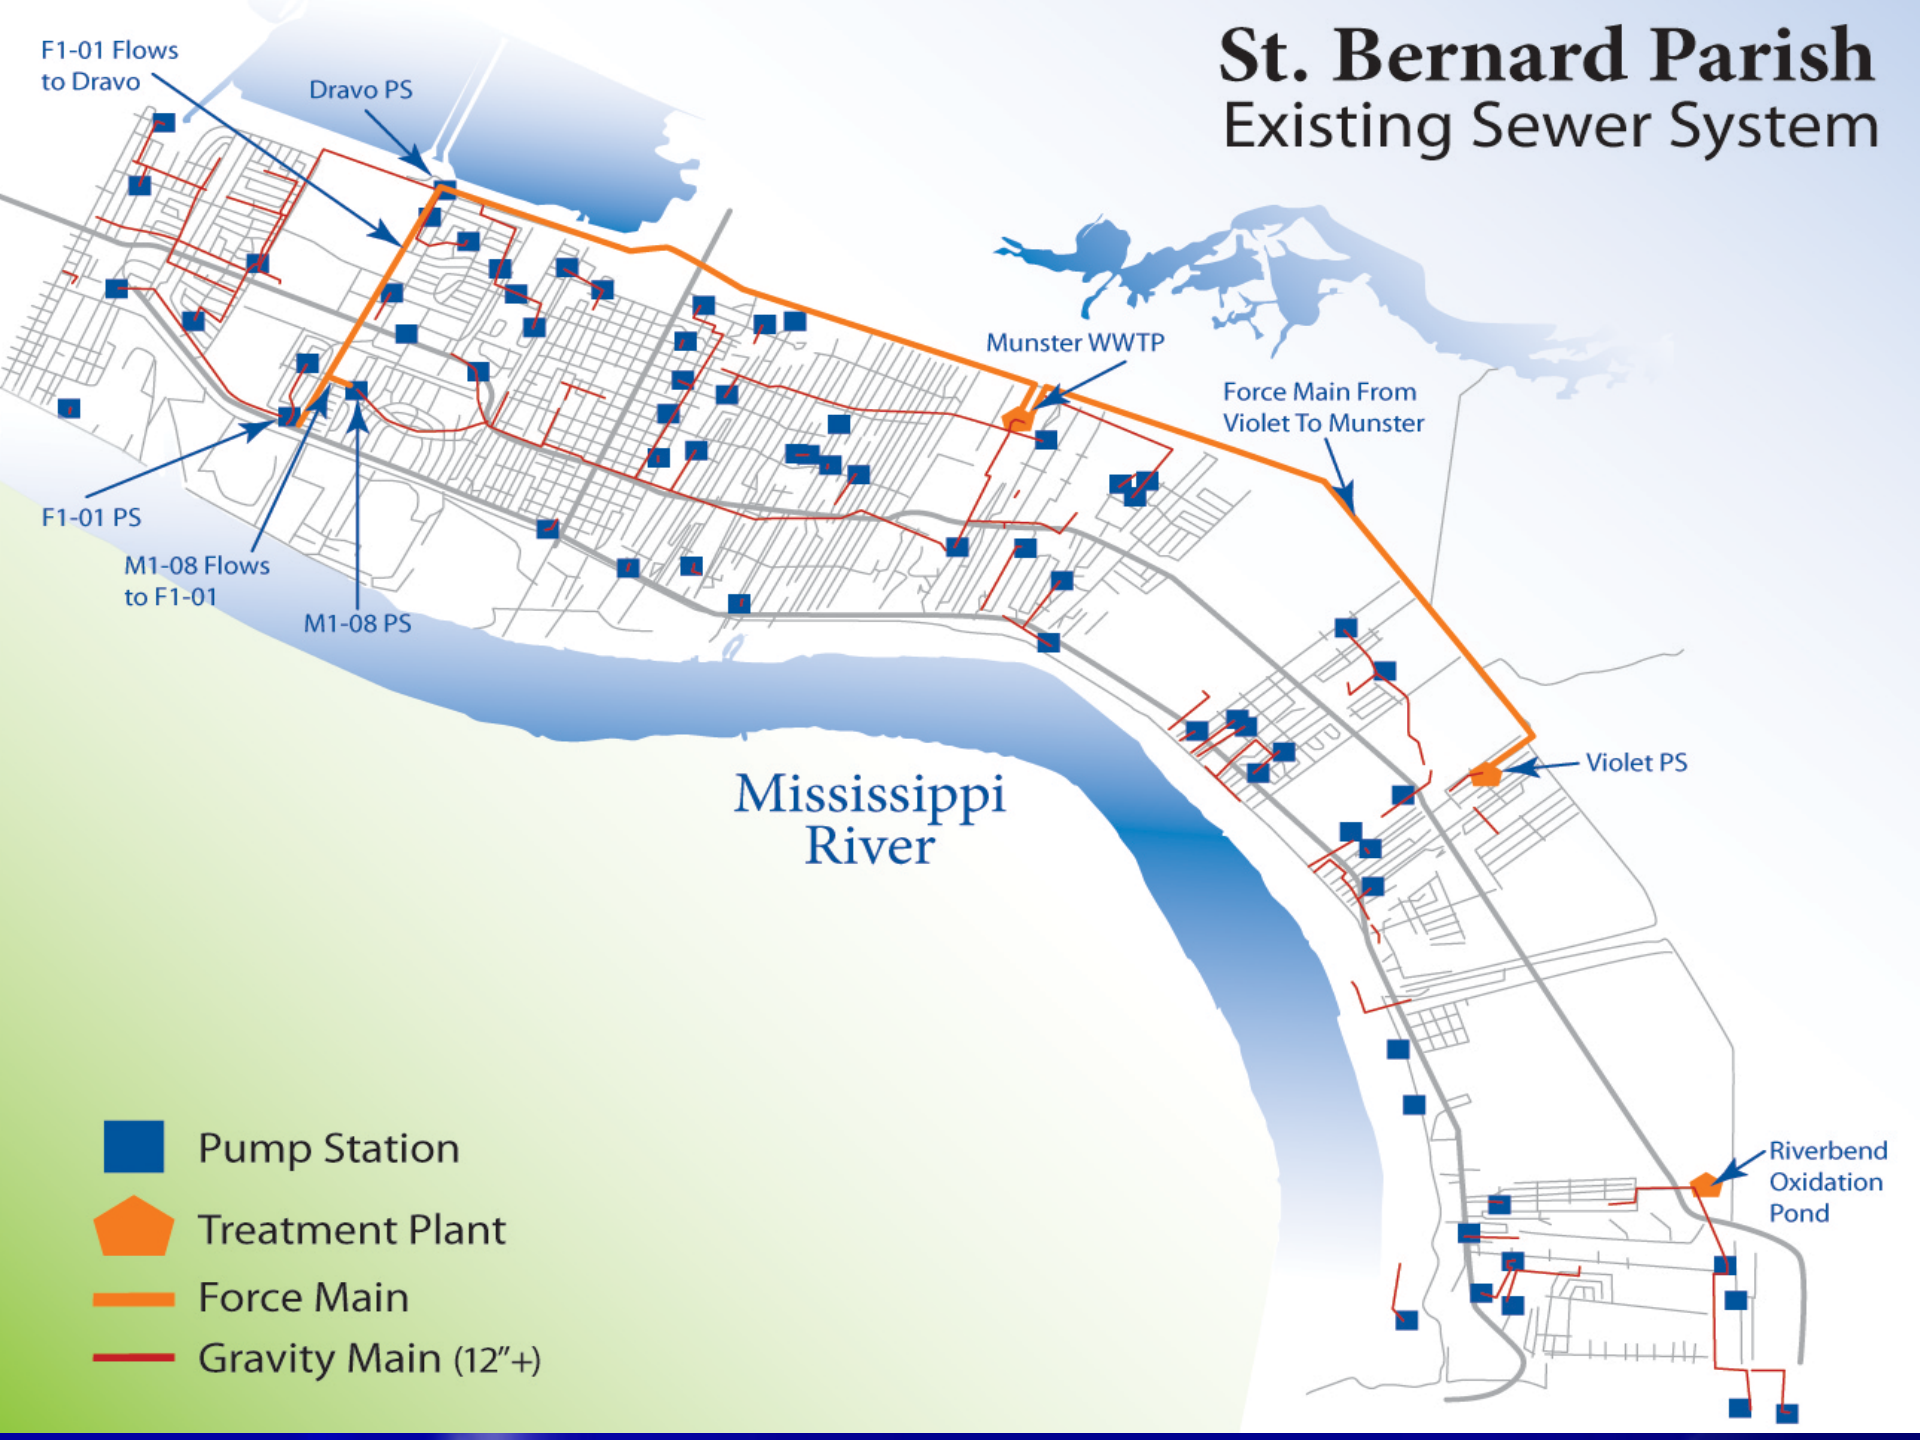 St. Bernard Parish
Existing Sewer System
F1-01 Flows
to Dravo
Dravo PS
Munster WWTP
Force Main From
Violet To Munster
F1-01 PS
M1-08 Flows
to F1-01
M1-08 PS
Violet PS
Mississippi
River
Riverbend
Oxidation
Pond
Pump Station
Treatment Plant
Force Main
Gravity Main (12”+)